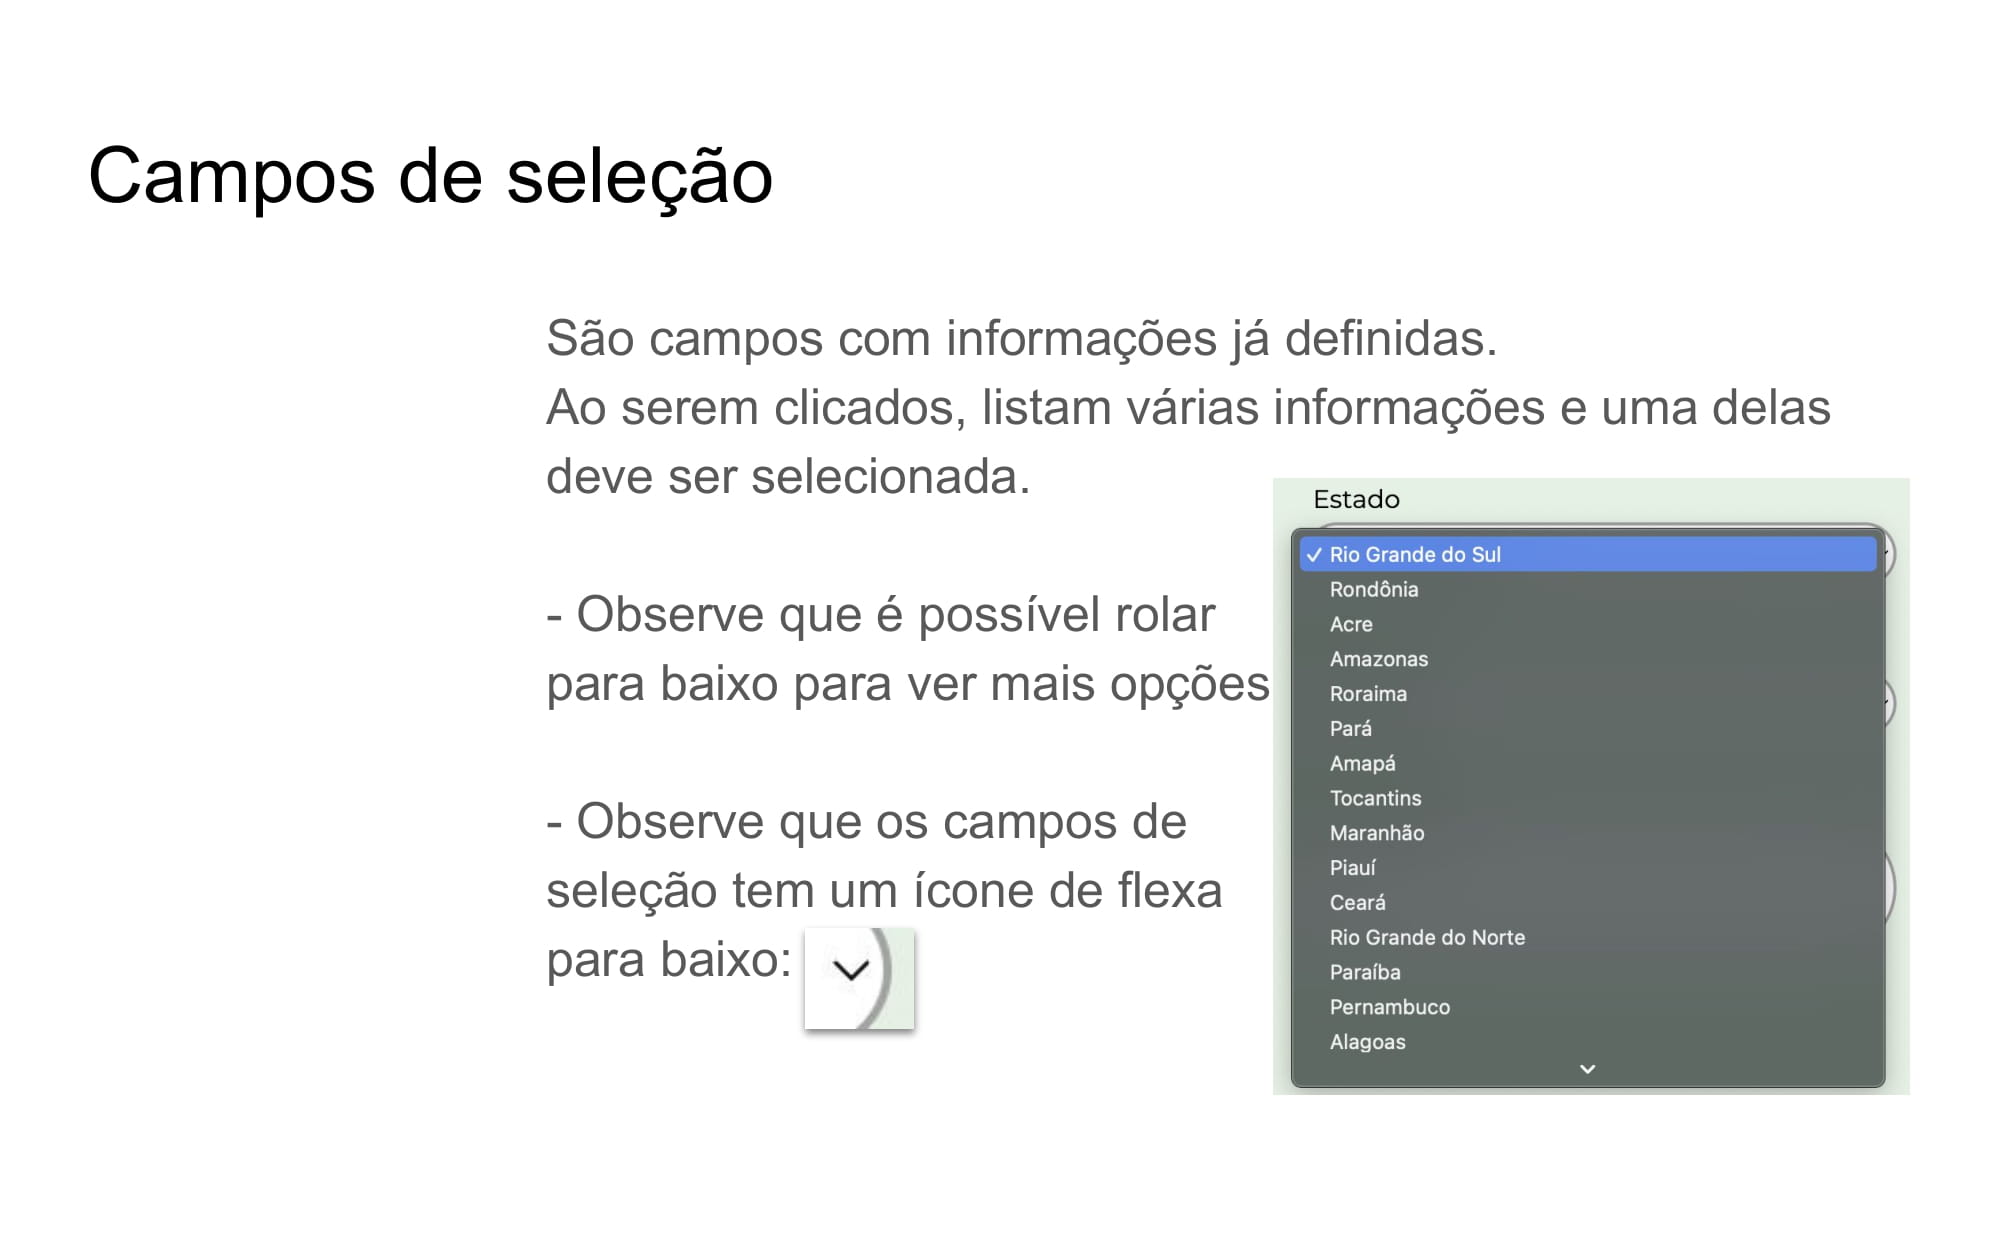 Campos de seleção
São campos com informações já definidas.
Ao serem clicados, listam várias informações e uma delas
deve ser selecionada.
- Observe que é possível rolar
para baixo para ver mais opções
- Observe que os campos de
seleção tem um ícone de flexa
para baixo:
Estado
✓ Rio Grande do Sul
Rondônia
Acre
Amazonas
Roraima
Pará
Amapá
Tocantins
Maranhão
Piauí
Ceará
Rio Grande do Norte
Paraíba
Pernambuco
Alagoas